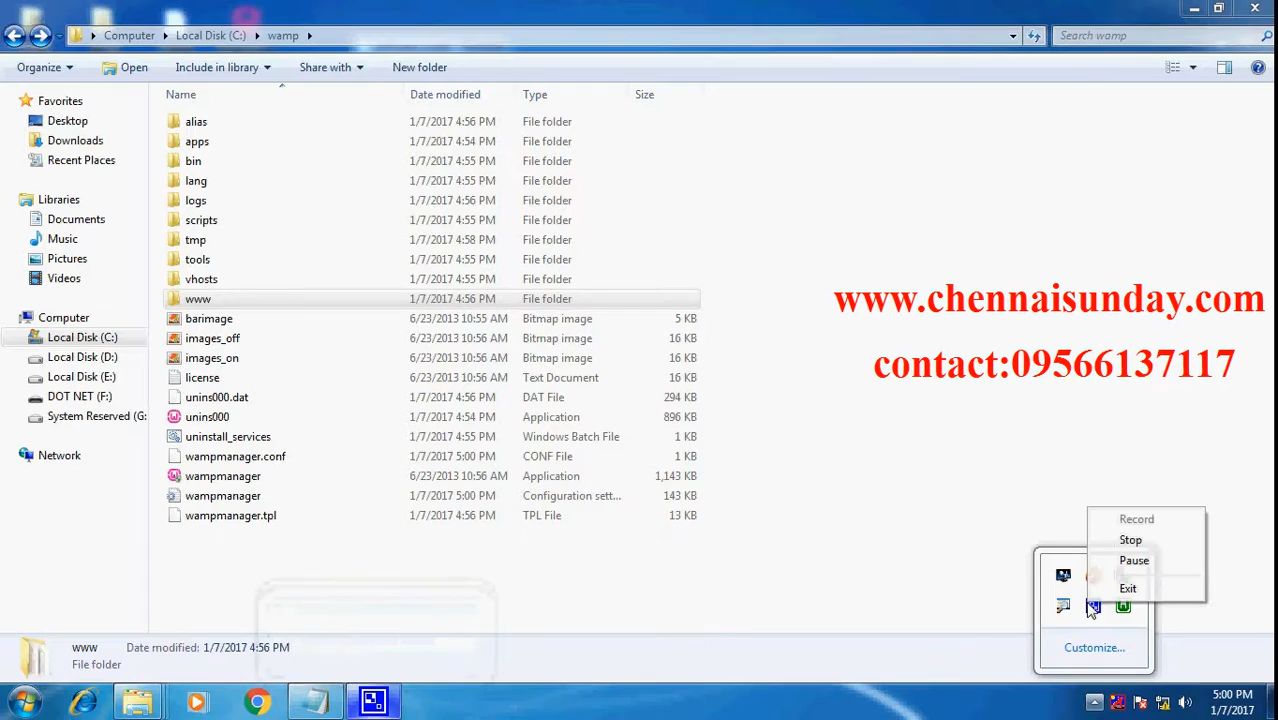 Computer Local Disk (C:) wamp
Search wamp
Organize Open Include in library Share with New folder
Name Date modified Type Size
Favorites
Desktop
Downloads
Recent Places
Libraries
Documents
Music
Pictures
Videos
Computer
Local Disk (C:)
Local Disk (D:)
Local Disk (E:)
DOT NET (F:)
System Reserved (G:
Network
alias 1/7/2017 4:56 PM File folder
apps 1/7/2017 4:54 PM File folder
bin 1/7/2017 4:55 PM File folder
lang 1/7/2017 4:55 PM File folder
logs 1/7/2017 4:56 PM File folder
scripts 1/7/2017 4:55 PM File folder
tmp 1/7/2017 4:58 PM File folder
tools 1/7/2017 4:55 PM File folder
vhosts 1/7/2017 4:55 PM File folder
www 1/7/2017 4:56 PM File folder
barimage 6/23/2013 10:55 AM Bitmap image 5 KB
images_off 6/23/2013 10:56 AM Bitmap image 16 KB
images_on 6/23/2013 10:56 AM Bitmap image 16 KB
license 6/23/2013 10:56 AM Text Document 16 KB
unins000.dat 1/7/2017 4:56 PM DAT File 294 KB
unins000 1/7/2017 4:54 PM Application 896 KB
uninstall_services 1/7/2017 4:55 PM Windows Batch File 1 KB
wampmanager.conf 1/7/2017 5:00 PM CONF File 1 KB
wampmanager 6/23/2013 10:56 AM Application 1,143 KB
wampmanager 1/7/2017 5:00 PM Configuration sett... 143 KB
wampmanager.tpl 1/7/2017 4:56 PM TPL File 13 KB
www.chennaisunday.com
contact:09566137117
Record
Stop
Pause
Exit
Customize...
www Date modified: 1/7/2017 4:56 PM
File folder
5:00 PM
1/7/2017